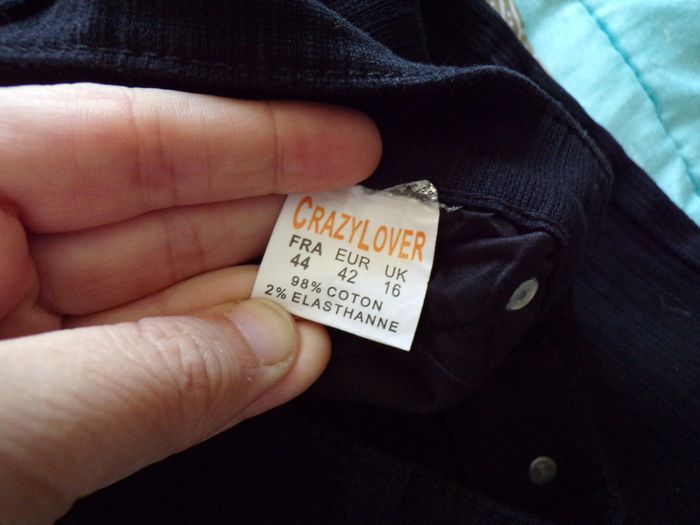 CRAZYLOVER
FRA EUR UK
44 42 16
98% COTON
2% ELASTHANNE